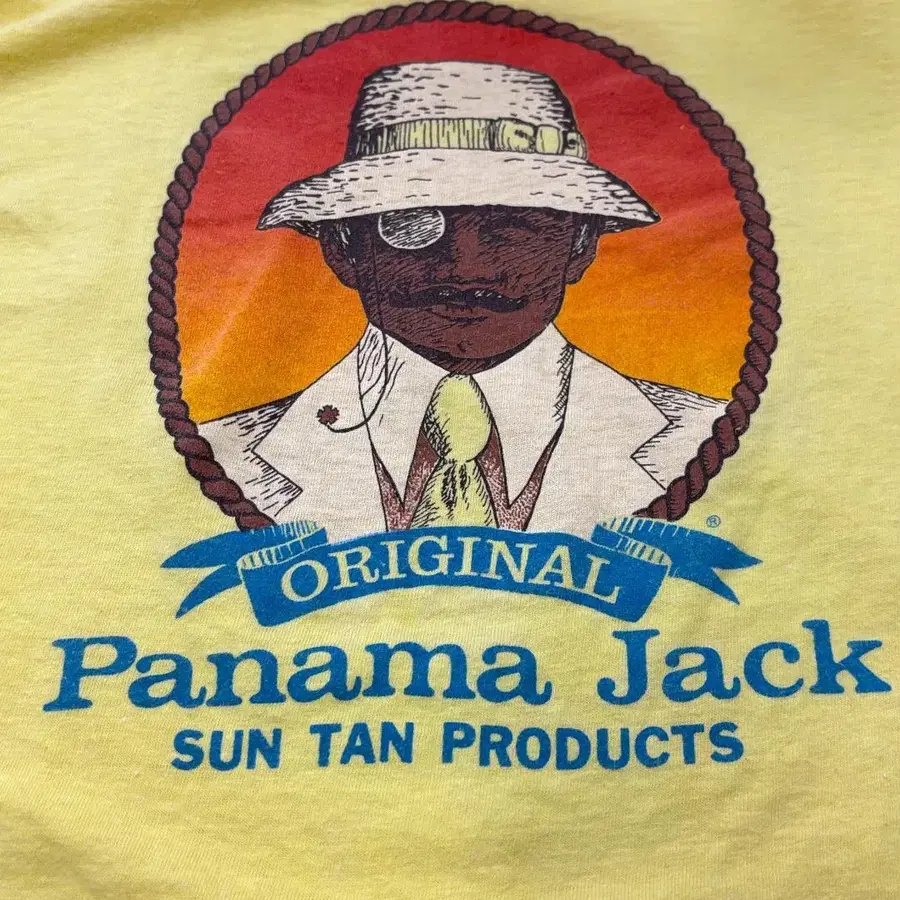 ®
ORIGINAL
Panama Jack
SUN TAN PRODUCTS